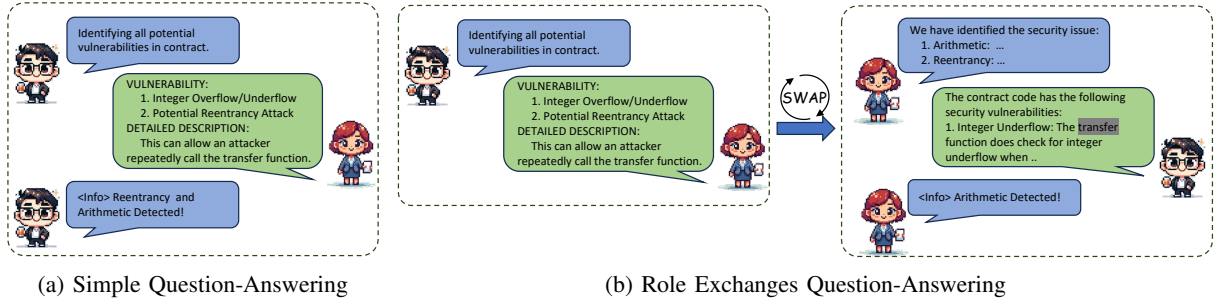 Identifying all potential
vulnerabilities in contract.
VULNERABILITY:
1. Integer Overflow/Underflow
2. Potential Reentrancy Attack
DETAILED DESCRIPTION:
This can allow an attacker
repeatedly call the transfer function.
<Info> Reentrancy and
Arithmetic Detected!
(a) Simple Question-Answering
Identifying all potential
vulnerabilities in contract.
VULNERABILITY:
1. Integer Overflow/Underflow
2. Potential Reentrancy Attack
DETAILED DESCRIPTION:
This can allow an attacker
repeatedly call the transfer function.
SWAP
We have identified the security issue:
1. Arithmetic: ...
2. Reentrancy: ...
The contract code has the following
security vulnerabilities:
1. Integer Underflow: The transfer
function does check for integer
underflow when ..
<Info> Arithmetic Detected!
(b) Role Exchanges Question-Answering